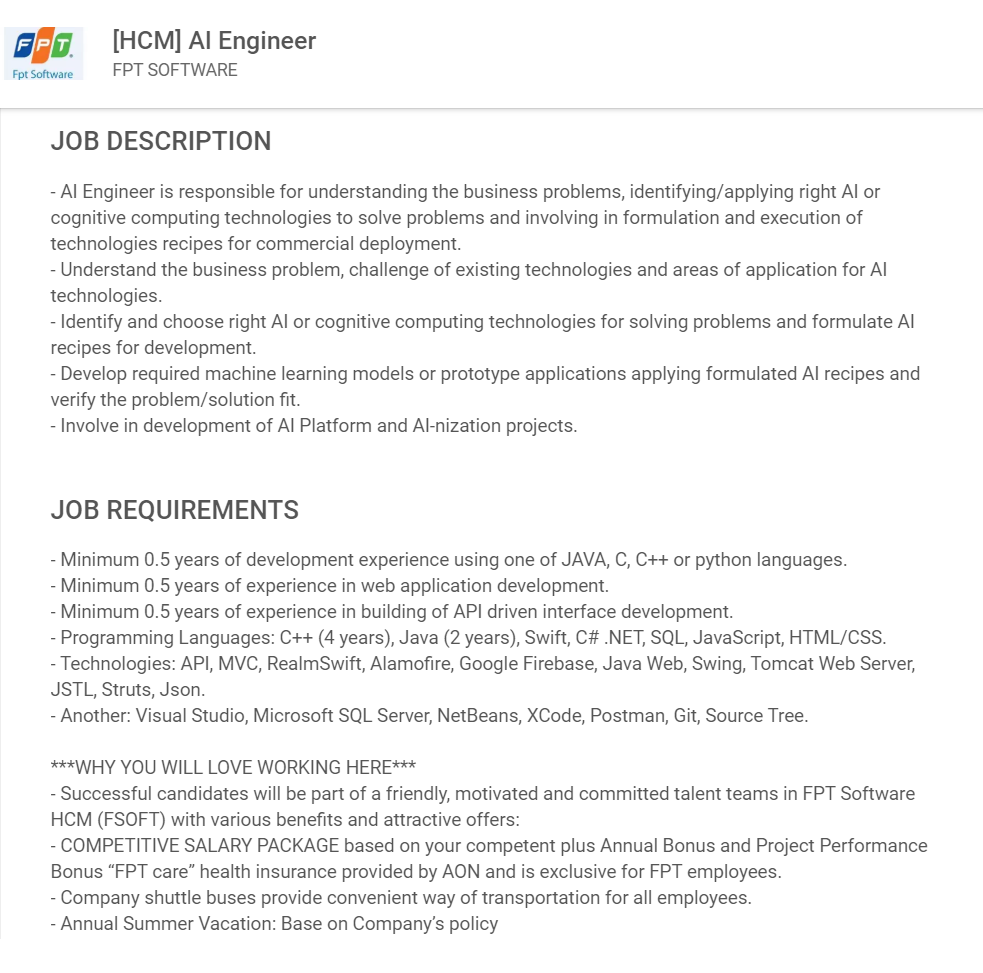 FPT
Fpt Software
[HCM] AI Engineer
FPT SOFTWARE
JOB DESCRIPTION
- AI Engineer is responsible for understanding the business problems, identifying/applying right AI or
cognitive computing technologies to solve problems and involving in formulation and execution of
technologies recipes for commercial deployment.
- Understand the business problem, challenge of existing technologies and areas of application for AI
technologies.
- Identify and choose right AI or cognitive computing technologies for solving problems and formulate AI
recipes for development.
- Develop required machine learning models or prototype applications applying formulated AI recipes and
verify the problem/solution fit.
- Involve in development of AI Platform and AI-nization projects.
JOB REQUIREMENTS
- Minimum 0.5 years of development experience using one of JAVA, C, C++ or python languages.
- Minimum 0.5 years of experience in web application development.
- Minimum 0.5 years of experience in building of API driven interface development.
- Programming Languages: C++ (4 years), Java (2 years), Swift, C# .NET, SQL, JavaScript, HTML/CSS.
- Technologies: API, MVC, RealmSwift, Alamofire, Google Firebase, Java Web, Swing, Tomcat Web Server,
JSTL, Struts, Json.
- Another: Visual Studio, Microsoft SQL Server, NetBeans, XCode, Postman, Git, Source Tree.
***WHY YOU WILL LOVE WORKING HERE***
- Successful candidates will be part of a friendly, motivated and committed talent teams in FPT Software
HCM (FSOFT) with various benefits and attractive offers:
- COMPETITIVE SALARY PACKAGE based on your competent plus Annual Bonus and Project Performance
Bonus “FPT care” health insurance provided by AON and is exclusive for FPT employees.
- Company shuttle buses provide convenient way of transportation for all employees.
- Annual Summer Vacation: Base on Company’s policy